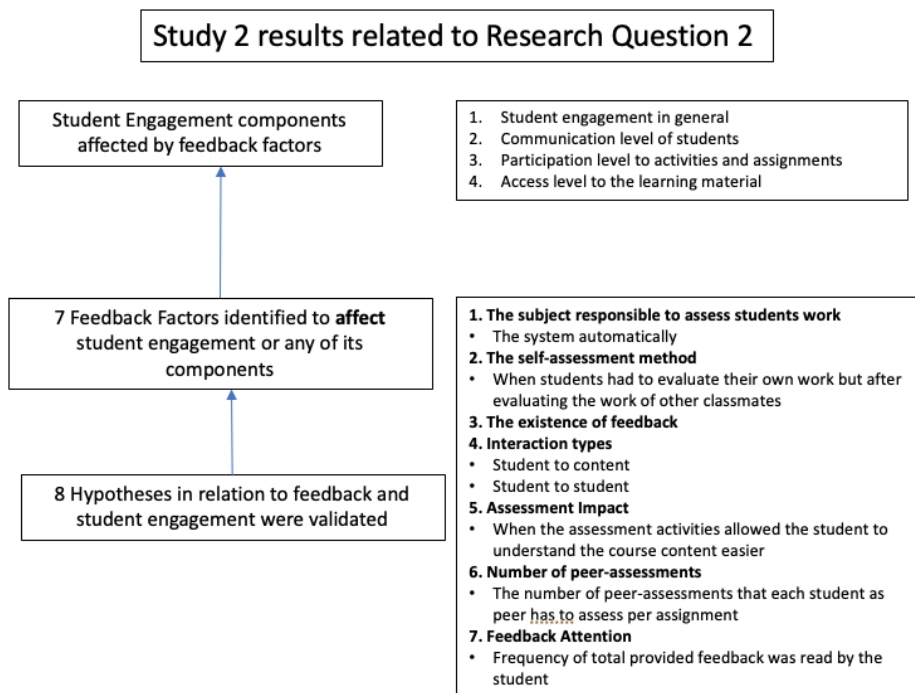 Study 2 results related to Research Question 2
Student Engagement components
affected by feedback factors
1. Student engagement in general
2. Communication level of students
3. Participation level to activities and assignments
4. Access level to the learning material
7 Feedback Factors identified to affect
student engagement or any of its
components
8 Hypotheses in relation to feedback and
student engagement were validated
1. The subject responsible to assess students work
• The system automatically
2. The self-assessment method
• When students had to evaluate their own work but after
evaluating the work of other classmates
3. The existence of feedback
4. Interaction types
• Student to content
• Student to student
5. Assessment Impact
• When the assessment activities allowed the student to
understand the course content easier
6. Number of peer-assessments
• The number of peer-assessments that each student as
peer has to assess per assignment
7. Feedback Attention
• Frequency of total provided feedback was read by the
student